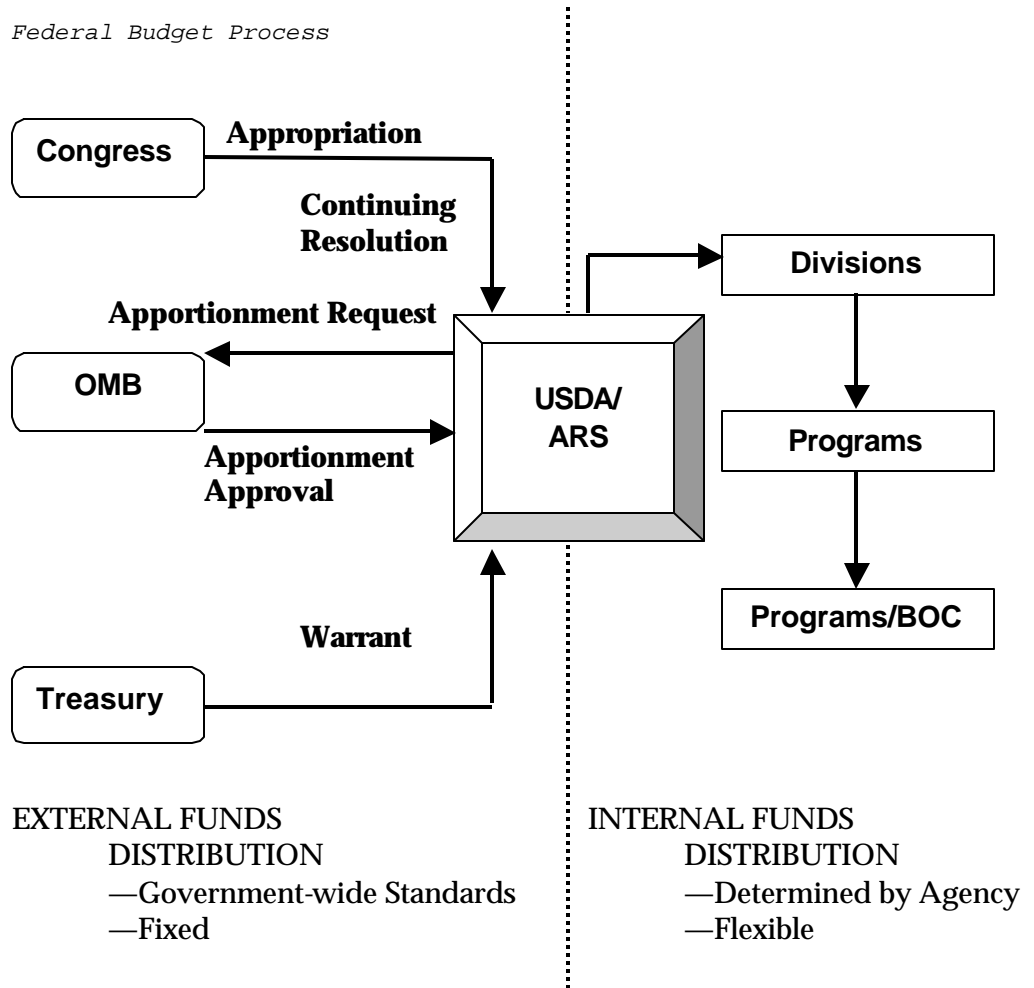 Federal Budget Process
Congress
Appropriation
Continuing
Resolution
Apportionment Request
OMB
Apportionment
Approval
USDA/
ARS
Warrant
Treasury
Divisions
Programs
Programs/BOC
EXTERNAL FUNDS
DISTRIBUTION
—Government-wide Standards
—Fixed
INTERNAL FUNDS
DISTRIBUTION
—Determined by Agency
—Flexible